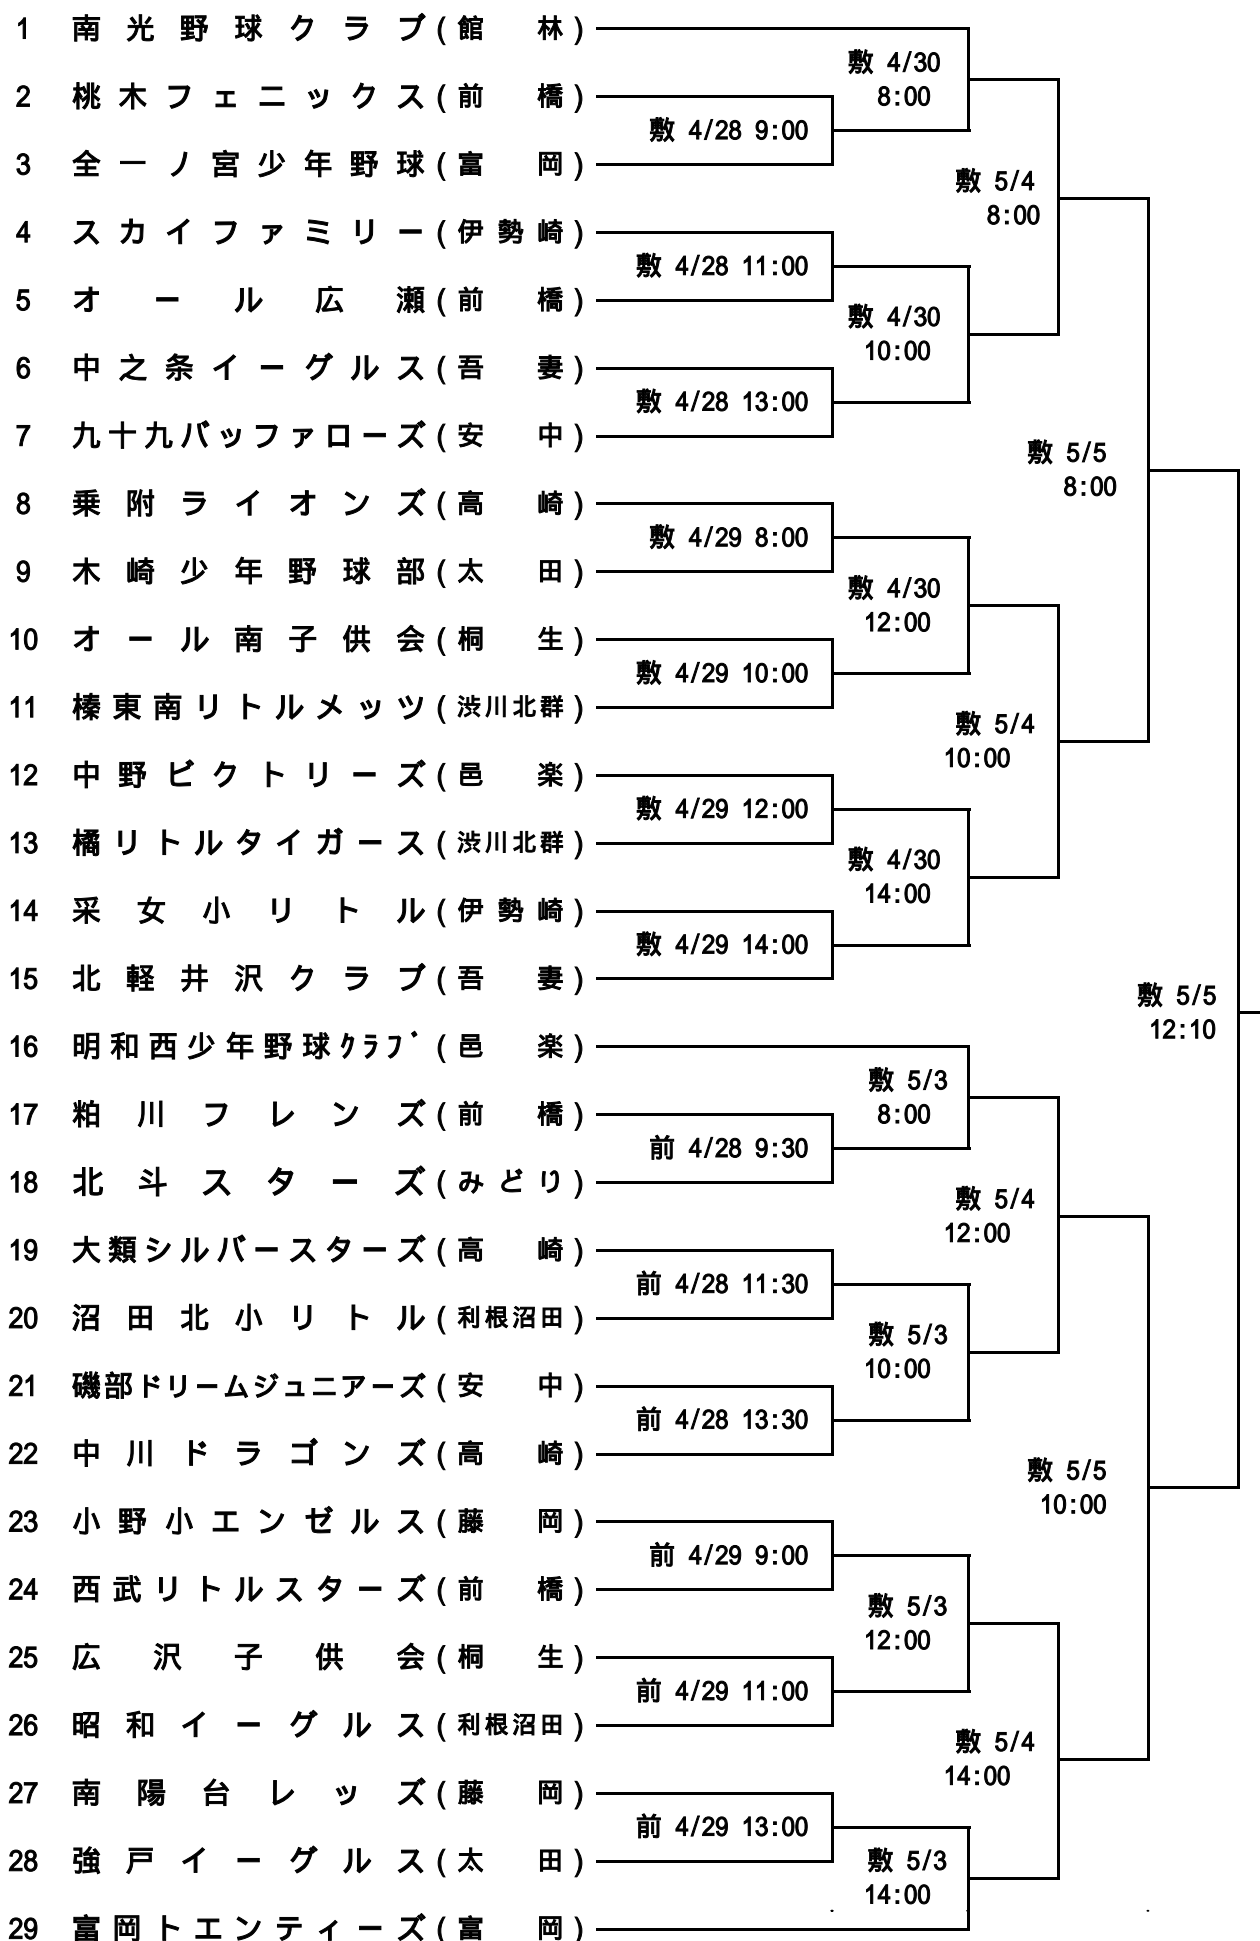 1 南光野球クラブ(館林)
敷 4/30
2 桃木フェニックス(前橋)
8:00
敷 4/28 9:00
3 全一ノ宮少年野球(富岡)
敷 5/4
8:00
4 スカイファミリー(伊勢崎)
敷 4/28 11:00
5 オール広瀬(前橋)
敷 4/30
10:00
6 中之条イーグルス(吾妻)
敷 4/28 13:00
7 九十九バッファローズ(安中)
敷 5/5
8:00
8 乗附ライオンズ(高崎)
敷 4/29 8:00
9 木崎少年野球部(太田)
敷 4/30
12:00
10 オール南子供会(桐生)
敷 4/29 10:00
11 榛東南リトルメッツ(渋川北群)
敷 5/4
10:00
12 中野ビクトリーズ(邑楽)
敷 4/29 12:00
13 橘リトルタイガース(渋川北群)
敷 4/30
14:00
14 采女小リトル(伊勢崎)
敷 4/29 14:00
15 北軽井沢クラブ(吾妻)
敷 5/5
12:10
16 明和西少年野球ｸﾗﾌﾞ(邑楽)
敷 5/3
8:00
17 粕川フレンズ(前橋)
前 4/28 9:30
18 北斗スターズ(みどり)
敷 5/4
12:00
19 大類シルバースターズ(高崎)
前 4/28 11:30
20 沼田北小リトル(利根沼田)
敷 5/3
10:00
21 磯部ドリームジュニアーズ(安中)
前 4/28 13:30
22 中川ドラゴンズ(高崎)
敷 5/5
10:00
23 小野小エンゼルス(藤岡)
前 4/29 9:00
24 西武リトルスターズ(前橋)
敷 5/3
12:00
25 広沢子供会(桐生)
前 4/29 11:00
26 昭和イーグルス(利根沼田)
敷 5/4
14:00
27 南陽台レッズ(藤岡)
前 4/29 13:00
28 強戸イーグルス(太田)
敷 5/3
14:00
29 富岡トエンティーズ(富岡)